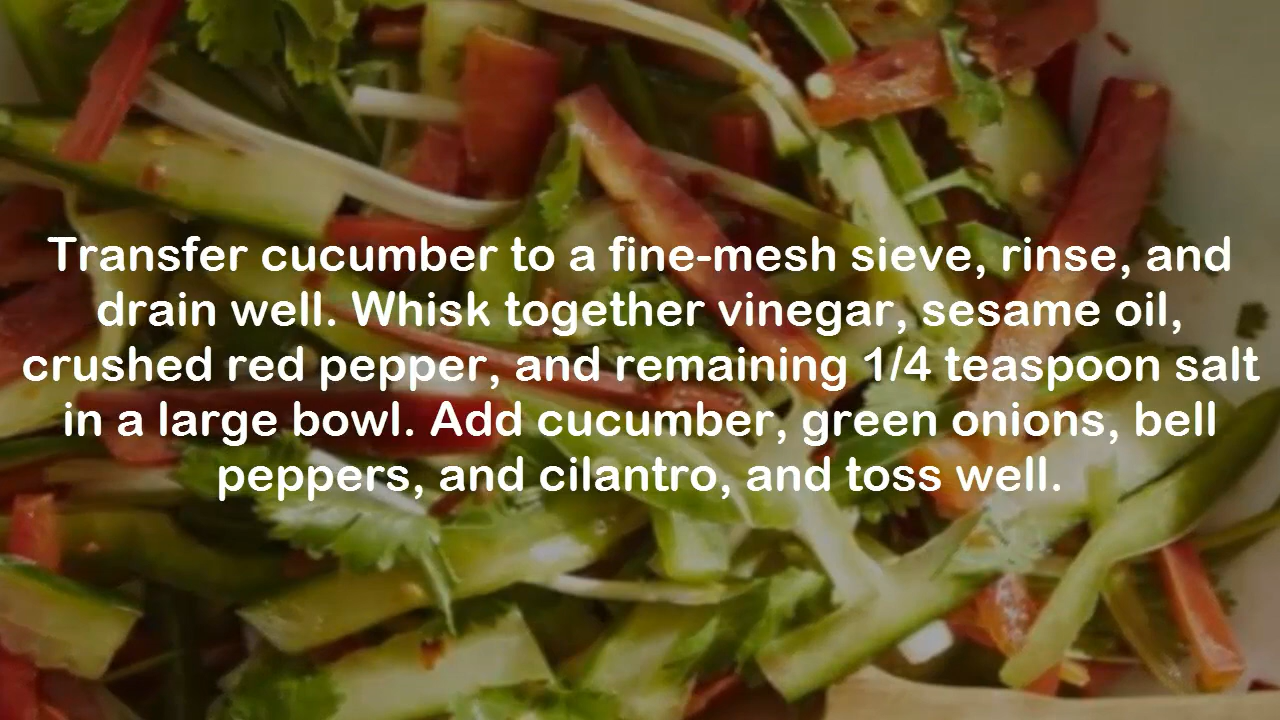 Transfer cucumber to a fine-mesh sieve, rinse, and
drain well. Whisk together vinegar, sesame oil,
crushed red pepper, and remaining 1/4 teaspoon salt
in a large bowl. Add cucumber, green onions, bell
peppers, and cilantro, and toss well.